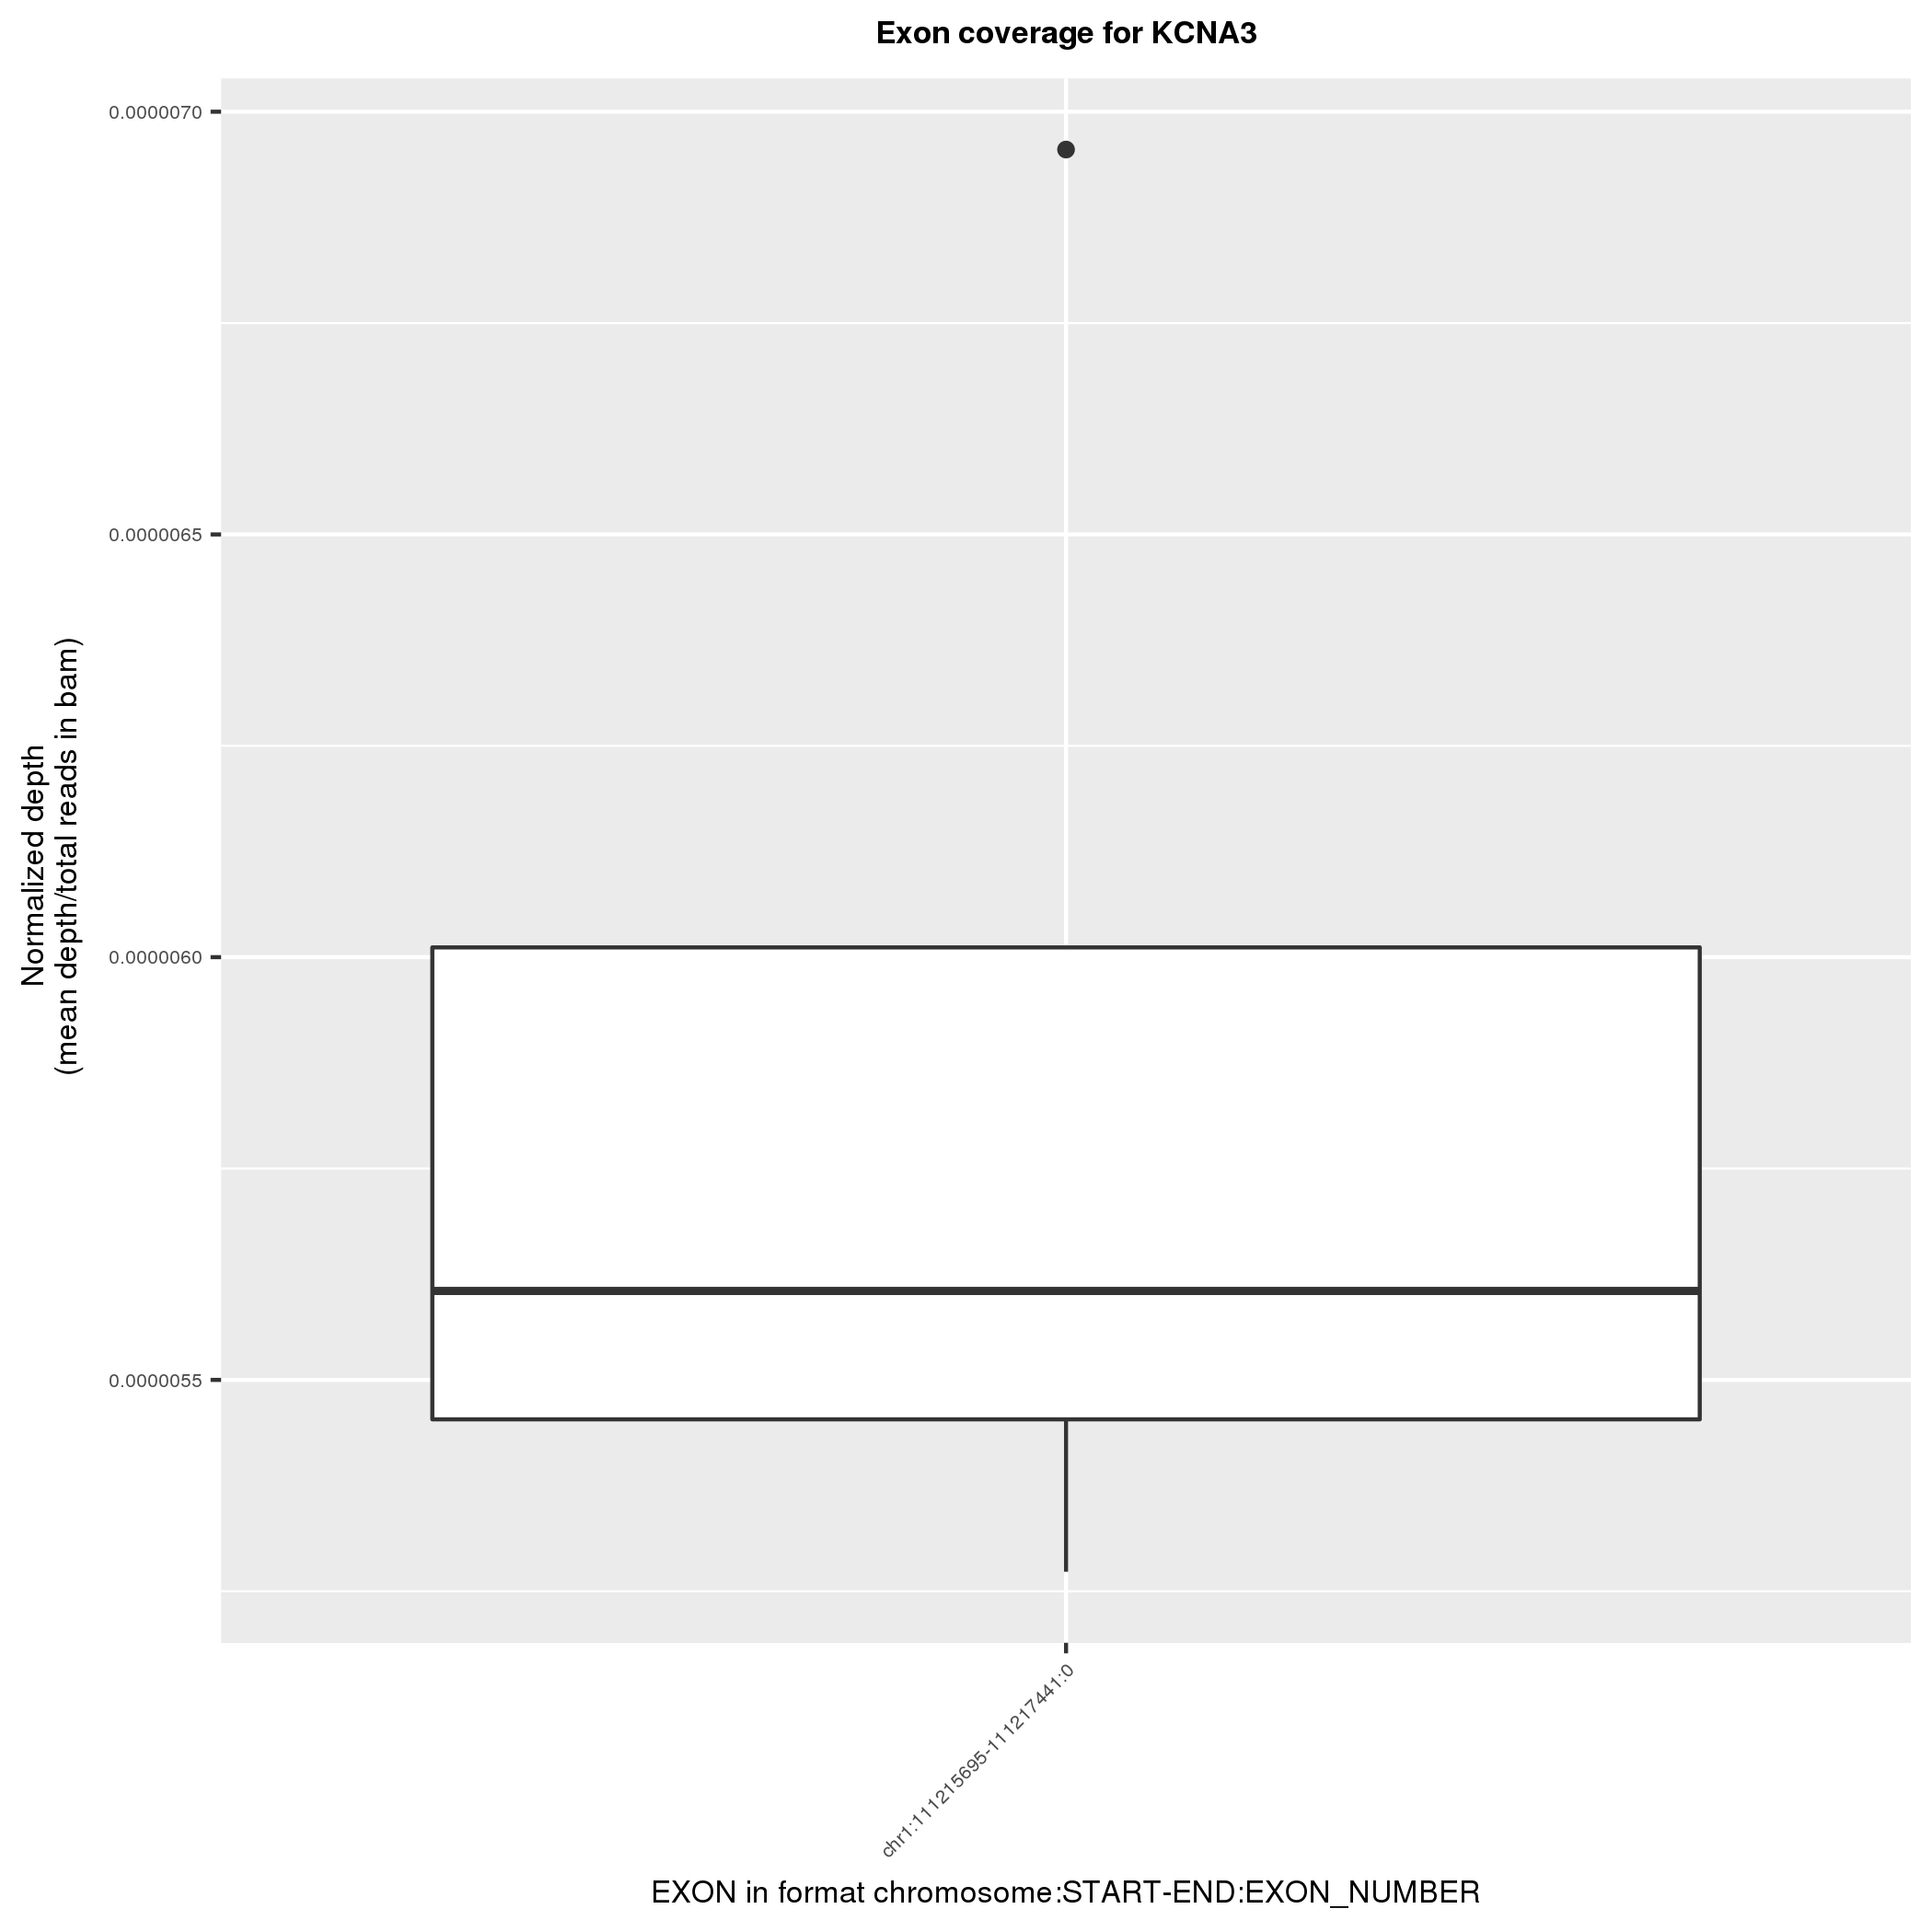 Exon coverage for KCNA3
0.0000070
0.0000065
0.0000060
0.0000055
Normalized depth
(mean depth/total reads in bam)
chr1:111215695-111217441:0
EXON in format chromosome:START-END:EXON_NUMBER